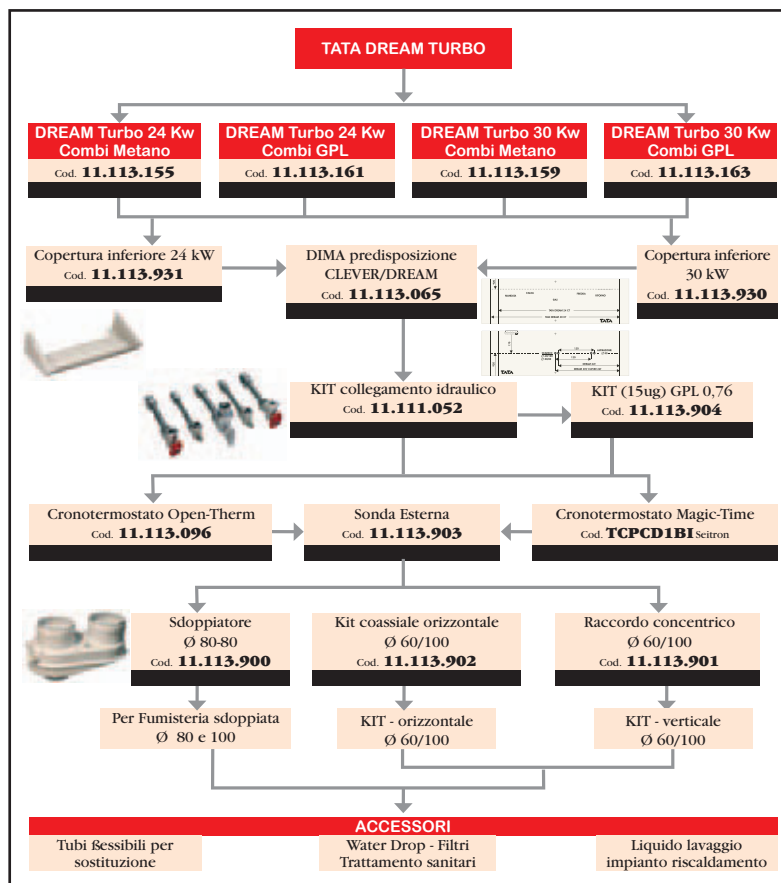 TATA DREAM TURBO
DREAM Turbo 24 Kw
Combi Metano
Cod. 11.113.155
DREAM Turbo 24 Kw
Combi GPL
Cod. 11.113.161
DREAM Turbo 30 Kw
Combi Metano
Cod. 11.113.159
DREAM Turbo 30 Kw
Combi GPL
Cod. 11.113.163
Copertura inferiore 24 kW
Cod. 11.113.931
DIMA predisposizione
CLEVER/DREAM
Cod. 11.113.065
Copertura inferiore
30 kW
Cod. 11.113.930
TATA
TATA
KIT collegamento idraulico
Cod. 11.111.052
KIT (15ug) GPL 0,76
Cod. 11.113.904
Cronotermostato Open-Therm
Cod. 11.113.096
Sonda Esterna
Cod. 11.113.903
Cronotermostato Magic-Time
Cod. TCPCD1BI Seitron
Sdoppiatore
Ø 80-80
Cod. 11.113.900
Kit coassiale orizzontale
Ø 60/100
Cod. 11.113.902
Raccordo concentrico
Ø 60/100
Cod. 11.113.901
Per Fumisteria sdoppiata
Ø 80 e 100
KIT - orizzontale
Ø 60/100
KIT - verticale
Ø 60/100
ACCESSORI
Tubi ßessibili per
sostituzione
Water Drop - Filtri
Trattamento sanitari
Liquido lavaggio
impianto riscaldamento